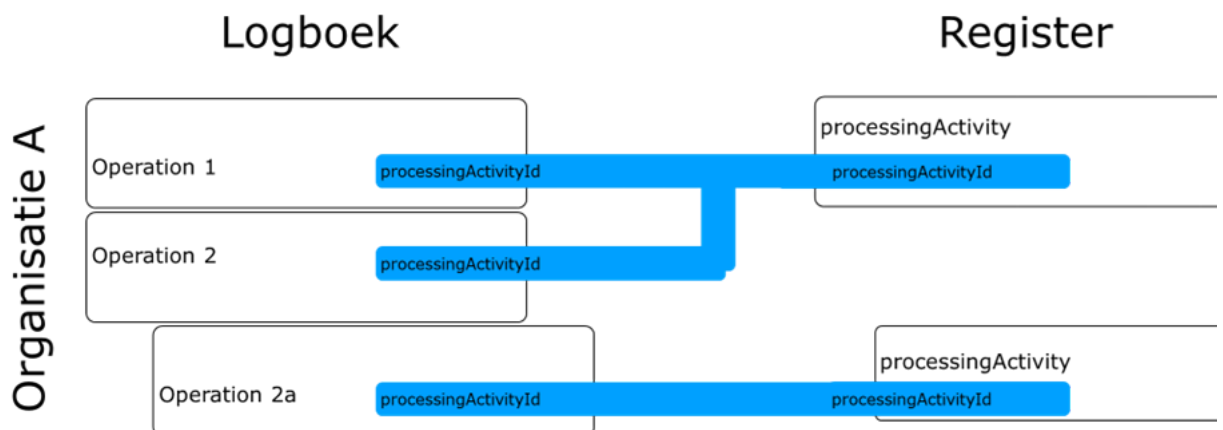 Logboek
Register
Organisatie A
processingActivity
Operation 1
processingActivityId
processingActivityId
Operation 2
processingActivityId
processingActivity
Operation 2a
processingActivityId
processingActivityId